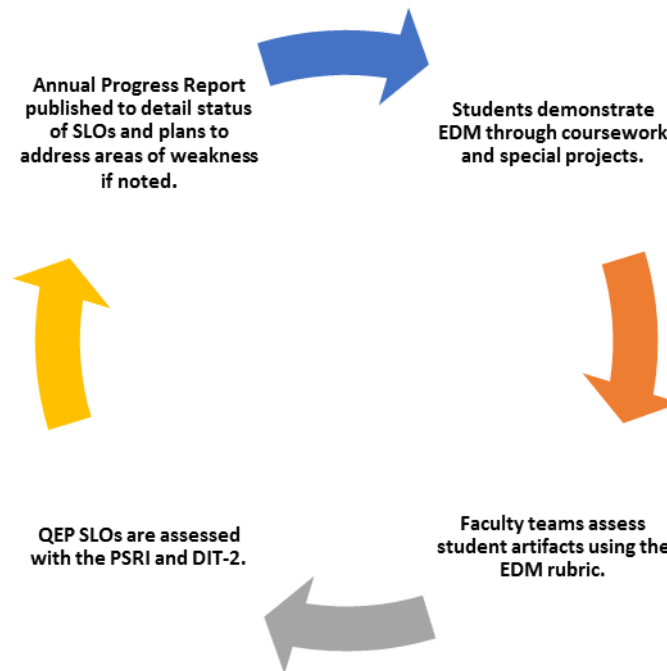 Annual Progress Report
published to detail status
of SLOs and plans to
address areas of weakness
if noted.
Students demonstrate
EDM through coursework
and special projects.
Faculty teams assess
student artifacts using the
EDM rubric.
QEP SLOs are assessed
with the PSRI and DIT-2.